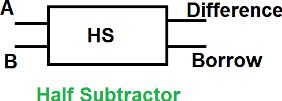 A
Difference
HS
B
Borrow
Half Subtractor